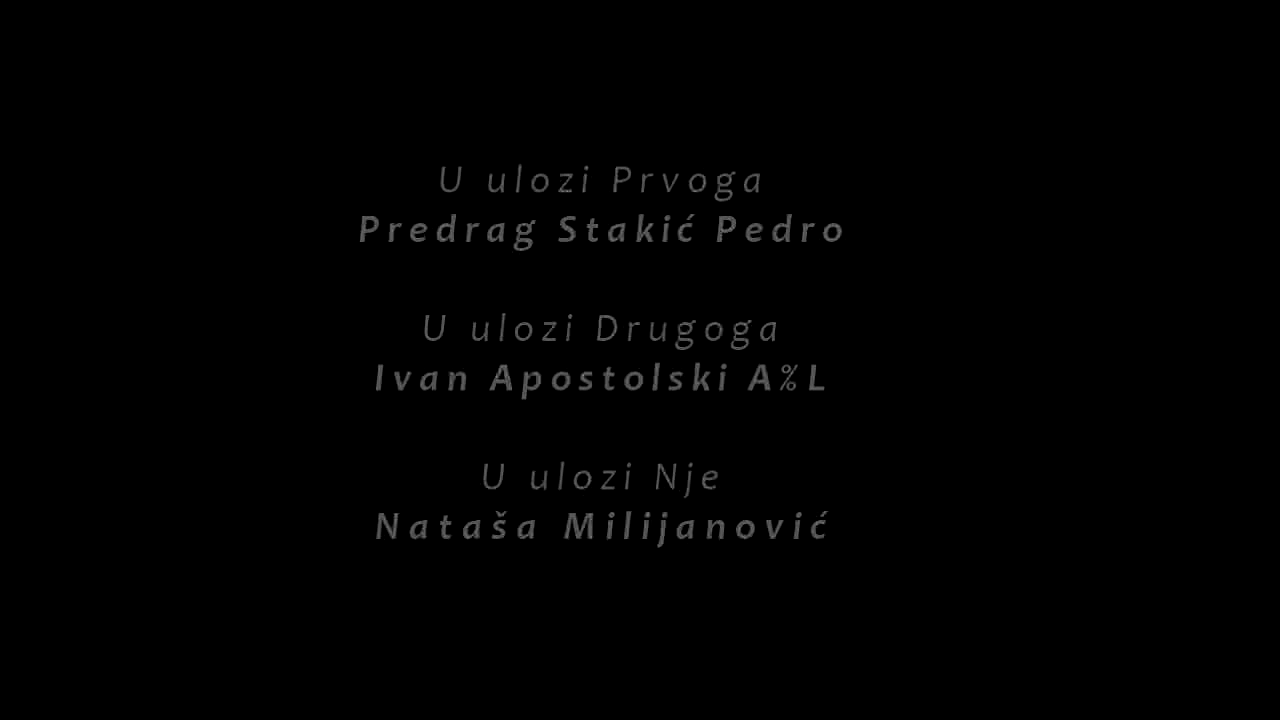 U ulozi Prvoga
Predrag Stakić Pedro
U ulozi Drugoga
Ivan Apostolski A%L
U ulozi Nje
Nataša Milijanović